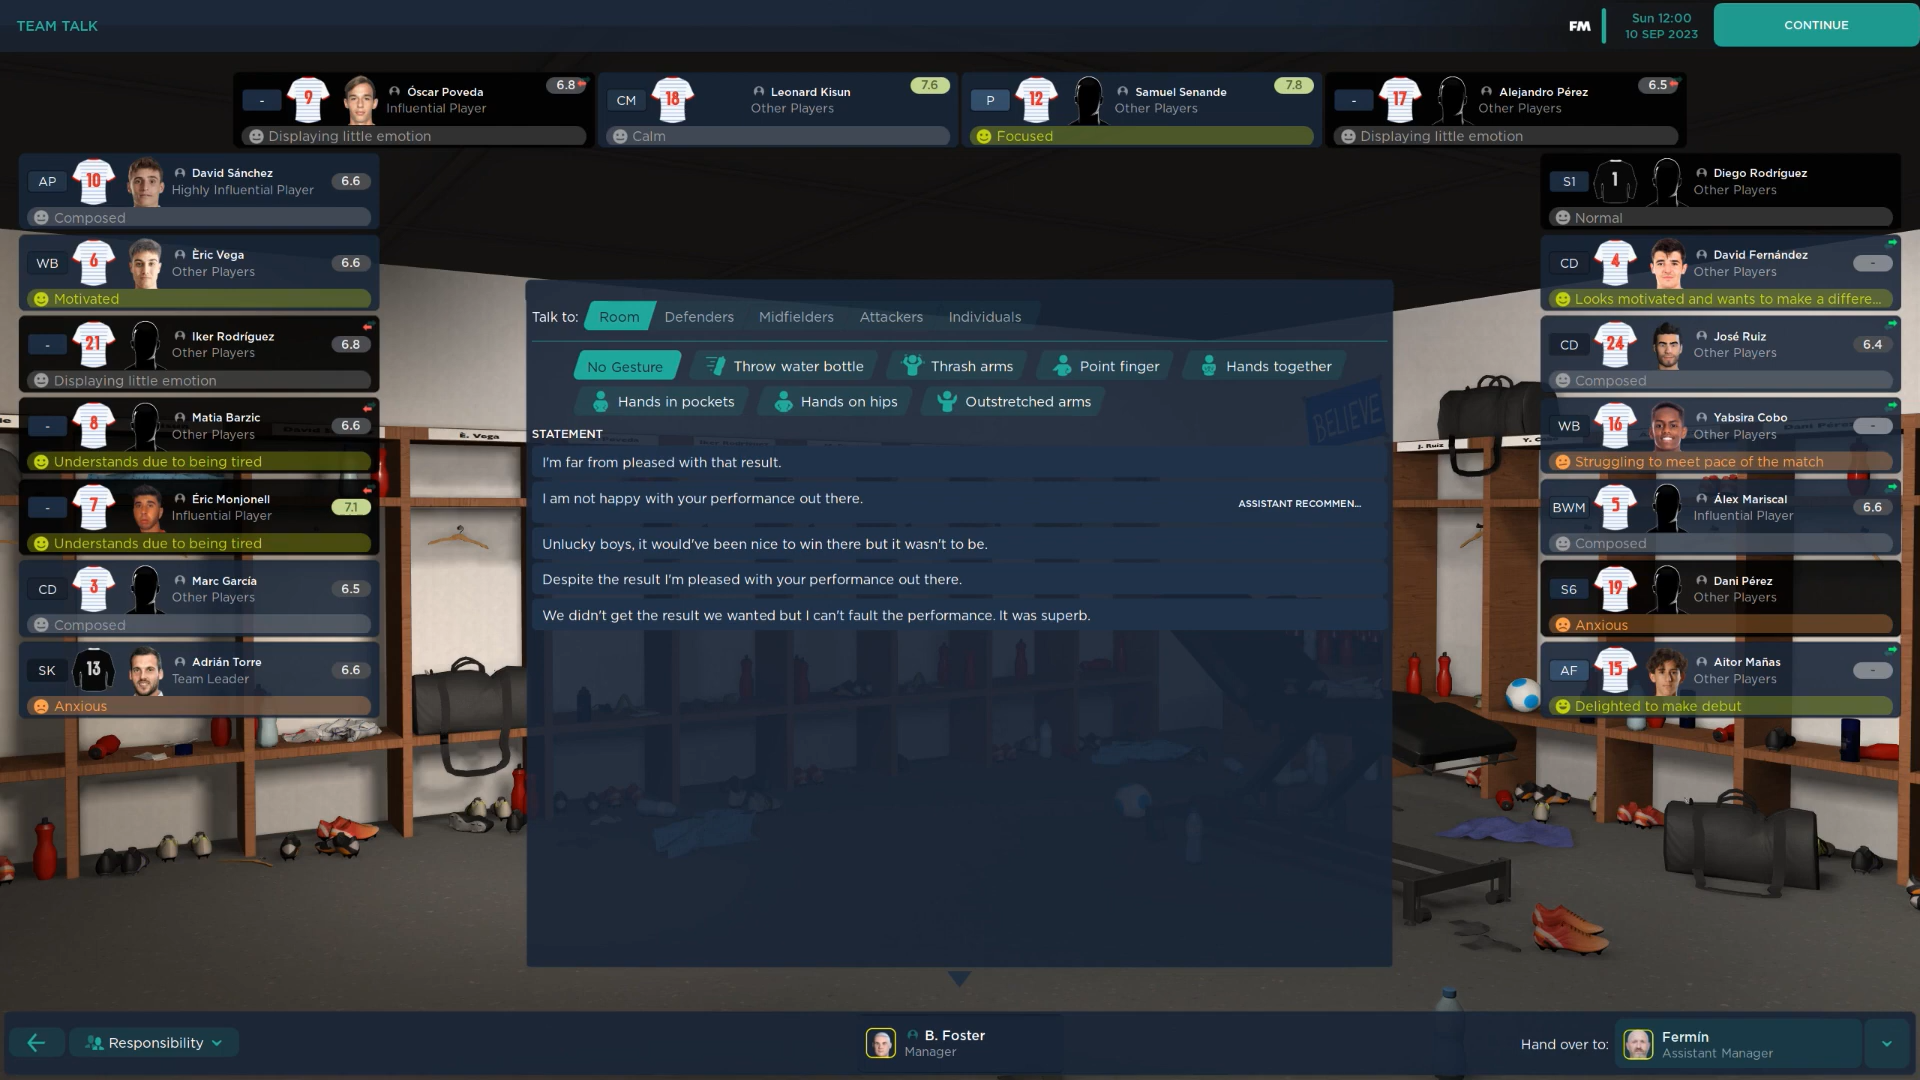 TEAM TALK
FM
Sun 12:00
10 SEP 2023
CONTINUE
-
9
Óscar Poveda
Influential Player
6.8
Displaying little emotion
CM
18
Leonard Kisun
Other Players
7.6
Calm
P
12
Samuel Senande
Other Players
7.8
Focused
-
17
Alejandro Pérez
Other Players
6.5
Displaying little emotion
AP
10
David Sánchez
Highly Influential Player
6.6
Composed
WB
6
Èric Vega
Other Players
6.6
Motivated
-
21
Iker Rodríguez
Other Players
6.8
Displaying little emotion
-
8
Matia Barzic
Other Players
6.6
Understands due to being tired
-
7
Éric Monjonell
Influential Player
7.1
Understands due to being tired
CD
3
Marc García
Other Players
6.5
Composed
SK
13
Adrián Torre
Team Leader
6.6
Anxious
È. Vega
Talk to:
Room
Defenders
Midfielders
Attackers
Individuals
No Gesture
Throw water bottle
Thrash arms
Point finger
Hands together
Hands in pockets
Hands on hips
Outstretched arms
BELIEVE
STATEMENT
I'm far from pleased with that result.
I am not happy with your performance out there.
ASSISTANT RECOMMEN...
Unlucky boys, it would've been nice to win there but it wasn't to be.
Despite the result I'm pleased with your performance out there.
We didn't get the result we wanted but I can't fault the performance. It was superb.
S1
1
Diego Rodríguez
Other Players
Normal
CD
4
David Fernández
Other Players
-
Looks motivated and wants to make a differe...
CD
24
José Ruiz
Other Players
6.4
Composed
WB
16
Yabsira Cobo
Other Players
-
Struggling to meet pace of the match
J. Ruiz
BWM
5
Álex Mariscal
Influential Player
6.6
Composed
S6
19
Dani Pérez
Other Players
Anxious
AF
15
Aitor Mañas
Other Players
-
Delighted to make debut
Responsibility
B. Foster
Manager
Hand over to:
Fermín
Assistant Manager